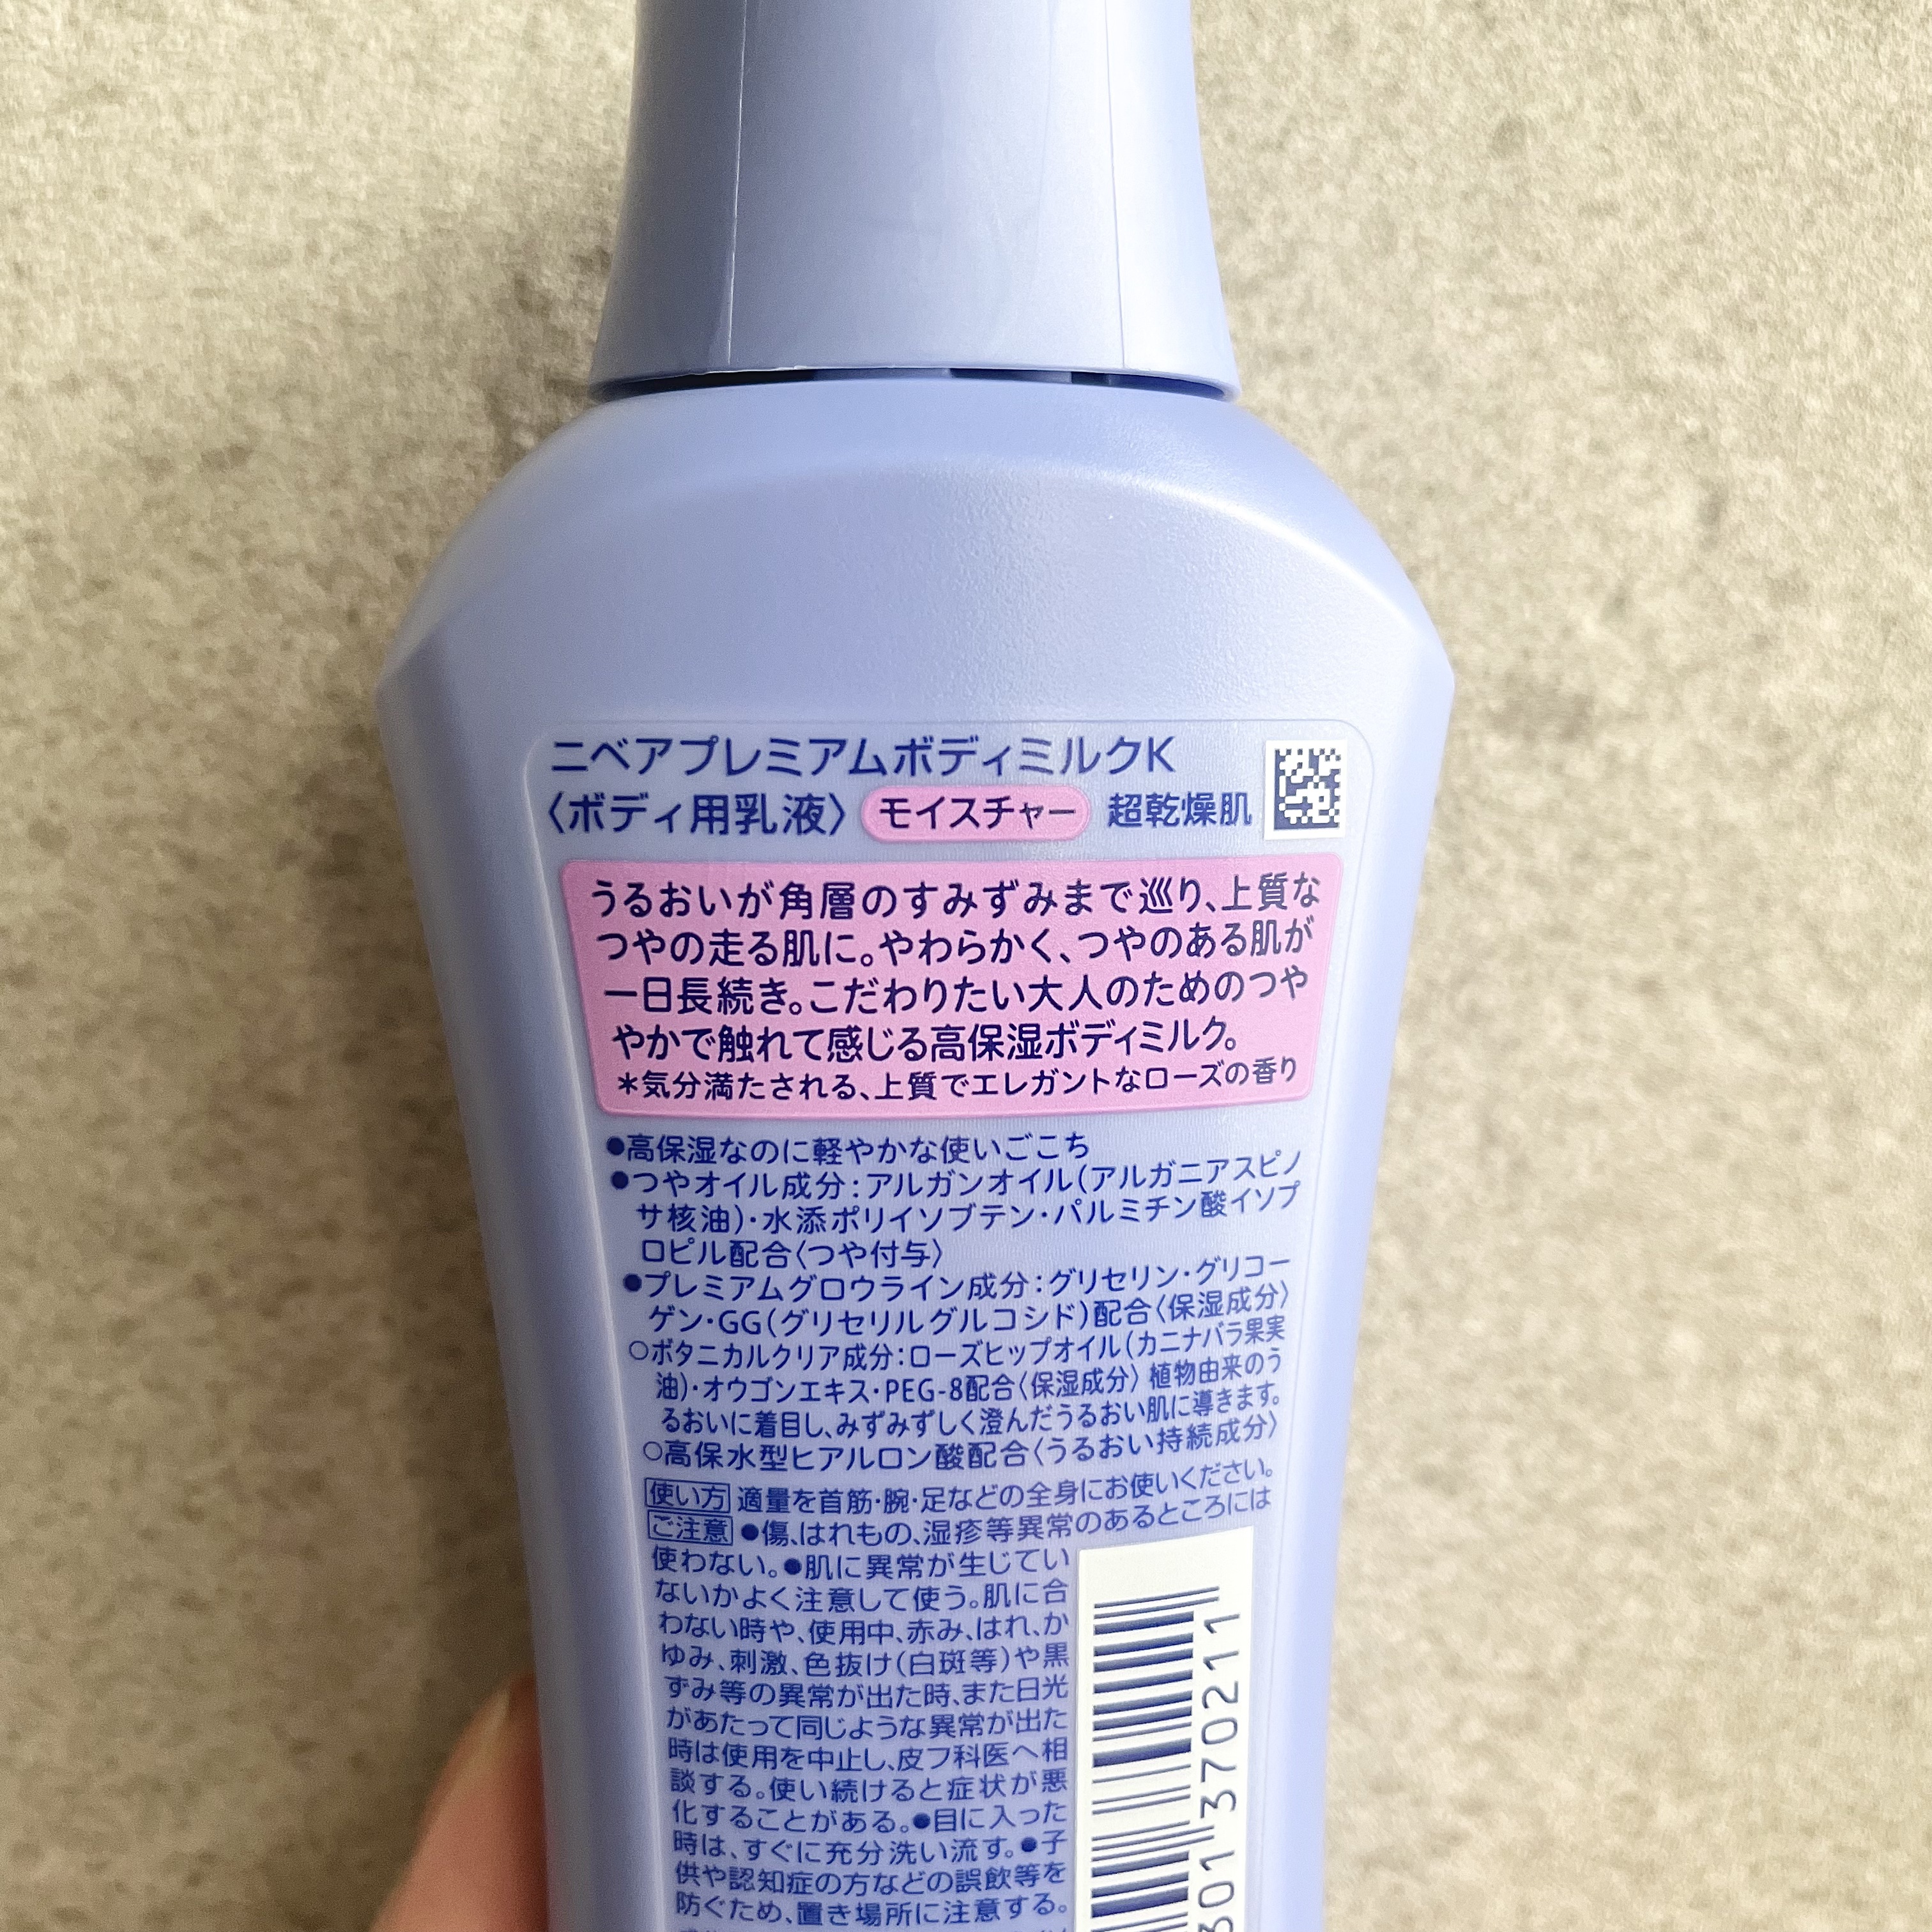 ニベアプレミアムボディミルクK
〈ボディ用乳液〉 モイスチャー 超乾燥肌
うるおいが角層のすみずみまで巡り、上質な
つやの走る肌に。やわらかく、つやのある肌が
一日長続き。こだわりたい大人のためのつや
やかで触れて感じる高保湿ボディミルク。
＊気分満たされる、上質でエレガントなローズの香り
●高保湿なのに軽やかな使いごこち
●つやオイル成分：アルガンオイル（アルガニアスピノ
サ核油）・水添ポリイソブテン・パルミチン酸イソプ
ロピル配合〈つや付与〉
●プレミアムグロウライン成分：グリセリン・グリコー
ゲン・GG（グリセリルグルコシド）配合〈保湿成分〉
○ボタニカルクリア成分：ローズヒップオイル（カニナバラ果実
油）・オウゴンエキス・PEG-8配合〈保湿成分〉 植物由来のう
るおいに着目し、みずみずしく澄んだうるおい肌に導きます。
○高保水型ヒアルロン酸配合〈うるおい持続成分〉
使い方 適量を首筋・腕・足などの全身にお使いください。
ご注意 ●傷、はれもの、湿疹等異常のあるところには
使わない。●肌に異常が生じてい
ないかよく注意して使う。肌に合
わない時や、使用中、赤み、はれ、か
ゆみ、刺激、色抜け（白斑等）や黒
ずみ等の異常が出た時、また日光
があたって同じような異常が出た
時は使用を中止し、皮フ科医へ相
談する。使い続けると症状が悪
化することがある。●目に入った
時は、すぐに充分洗い流す。●子
供や認知症の方などの誤飲等を
防ぐため、置き場所に注意する。
301 370211